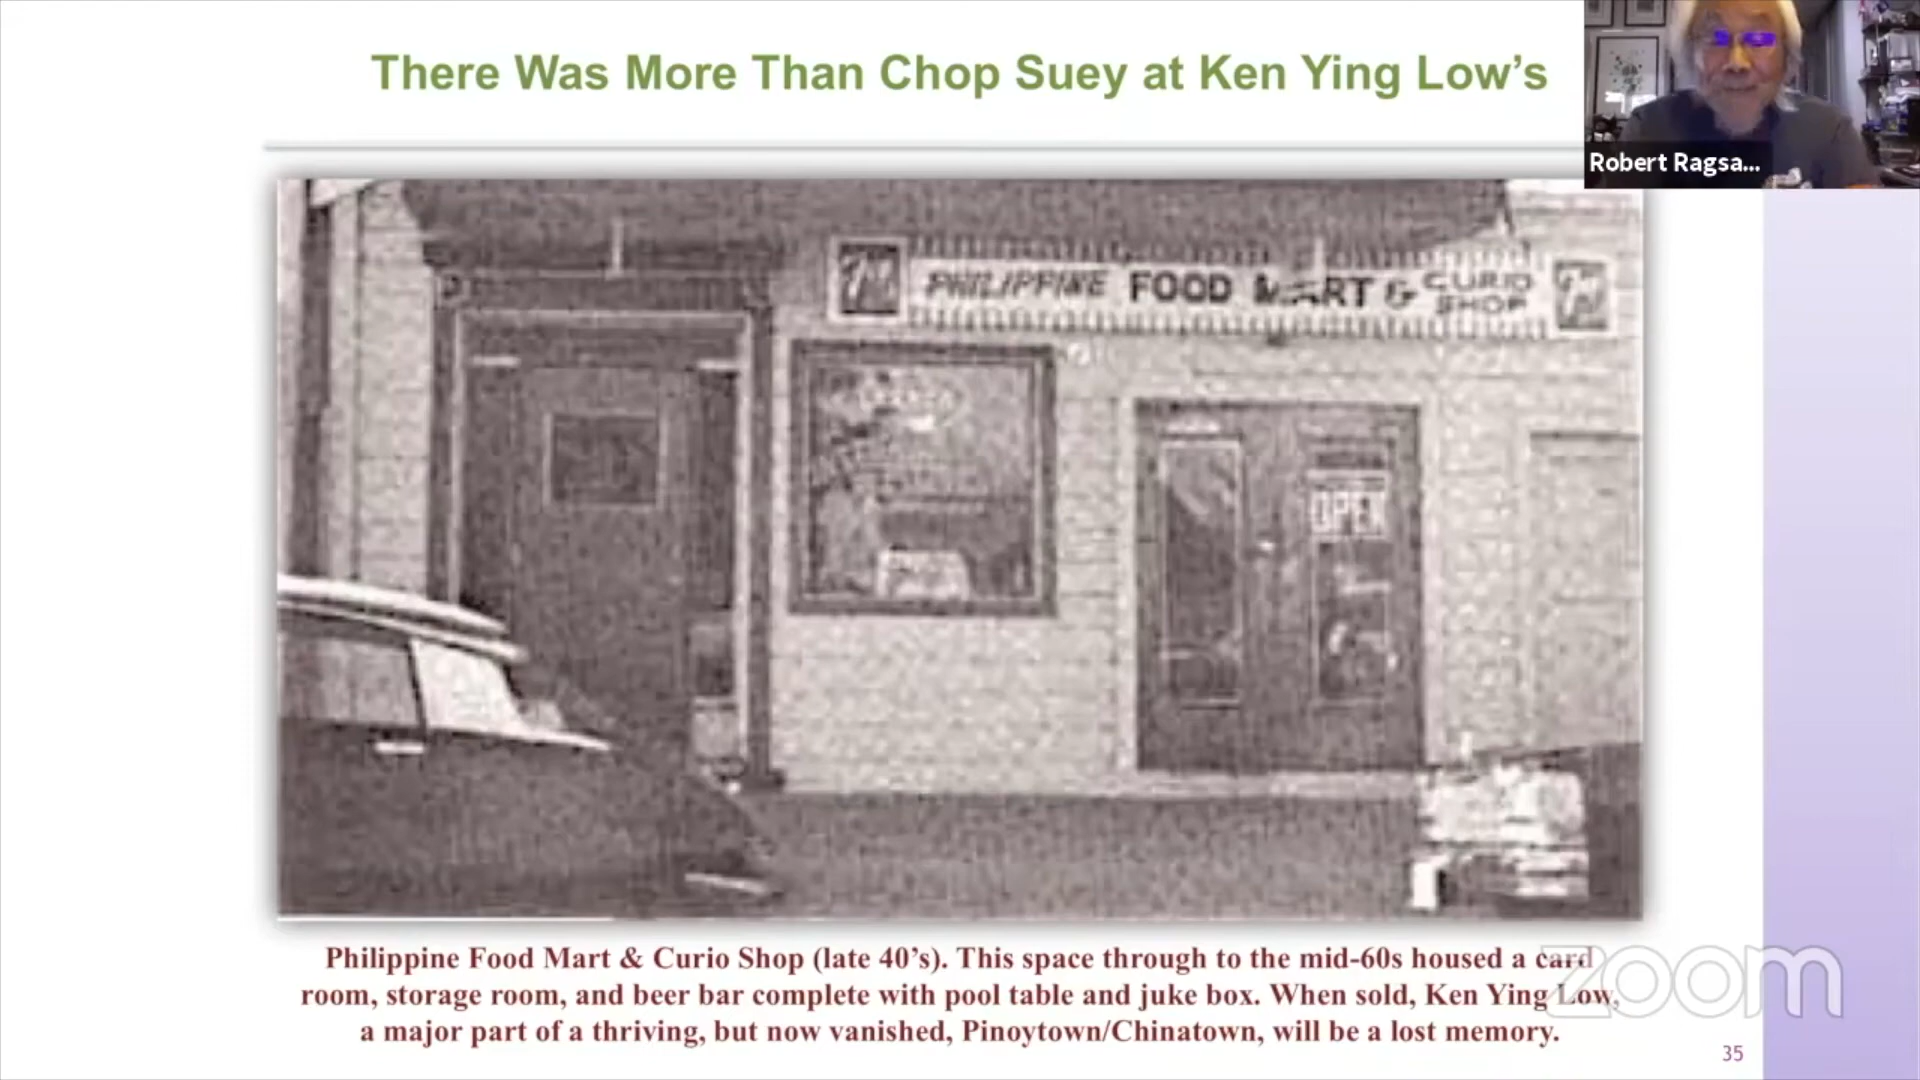 There Was More Than Chop Suey at Ken Ying Low’s
Robert Ragsa...
PHILIPPINE FOOD MART & CURIO SHOP
OPEN
Philippine Food Mart & Curio Shop (late 40’s). This space through to the mid-60s housed a card
room, storage room, and beer bar complete with pool table and juke box. When sold, Ken Ying Low,
a major part of a thriving, but now vanished, Pinoytown/Chinatown, will be a lost memory.
zoom
35